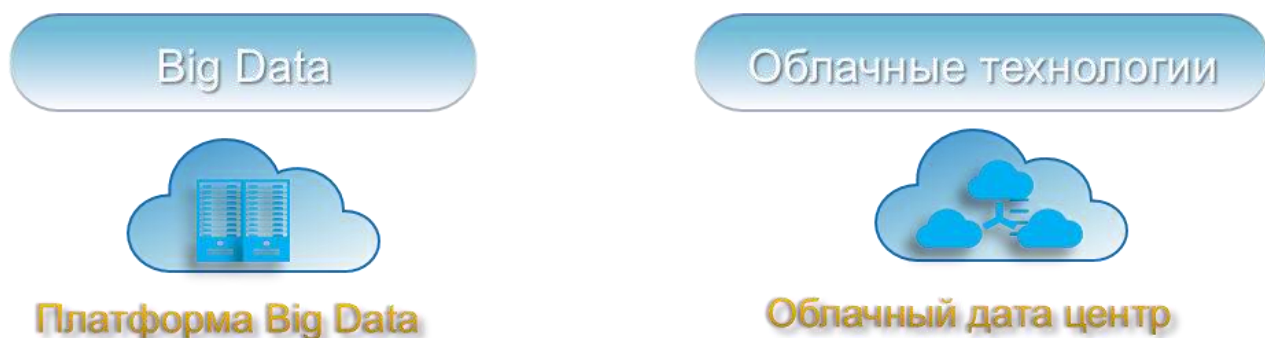 Big Data
Облачные технологии
Платформа Big Data
Облачный дата центр